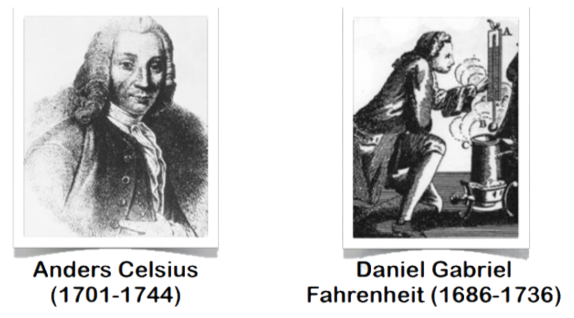 A.
B
C
Anders Celsius
(1701-1744)
Daniel Gabriel
Fahrenheit (1686-1736)